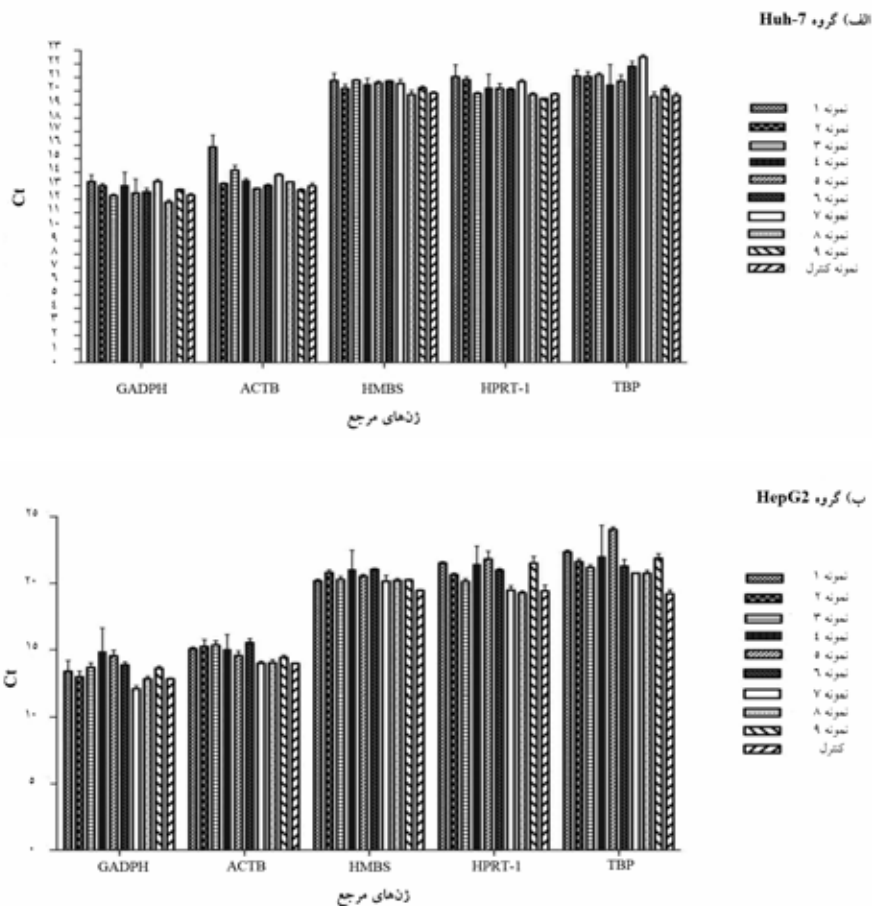 الف) گروه Huh-7
۲۳
۲۲
۲۱
۲۰
۱۹
۱۸
۱۷
۱۶
۱۵
۱۴
۱۳
۱۲
۱۱
۱۰
۹
۸
۷
۶
۵
۴
۳
۲
۱
۰
Ct
GADPH ACTB HMBS HPRT-1 TBP
ژن‌های مرجع
نمونه ۱
نمونه ۲
نمونه ۳
نمونه ۴
نمونه ۵
نمونه ۶
نمونه ۷
نمونه ۸
نمونه ۹
نمونه کنترل
ب) گروه HepG2
۲۵
۲۰
۱۵
۱۰
۵
۰
Ct
GADPH ACTB HMBS HPRT-1 TBP
ژن‌های مرجع
نمونه ۱
نمونه ۲
نمونه ۳
نمونه ۴
نمونه ۵
نمونه ۶
نمونه ۷
نمونه ۸
نمونه ۹
کنترل